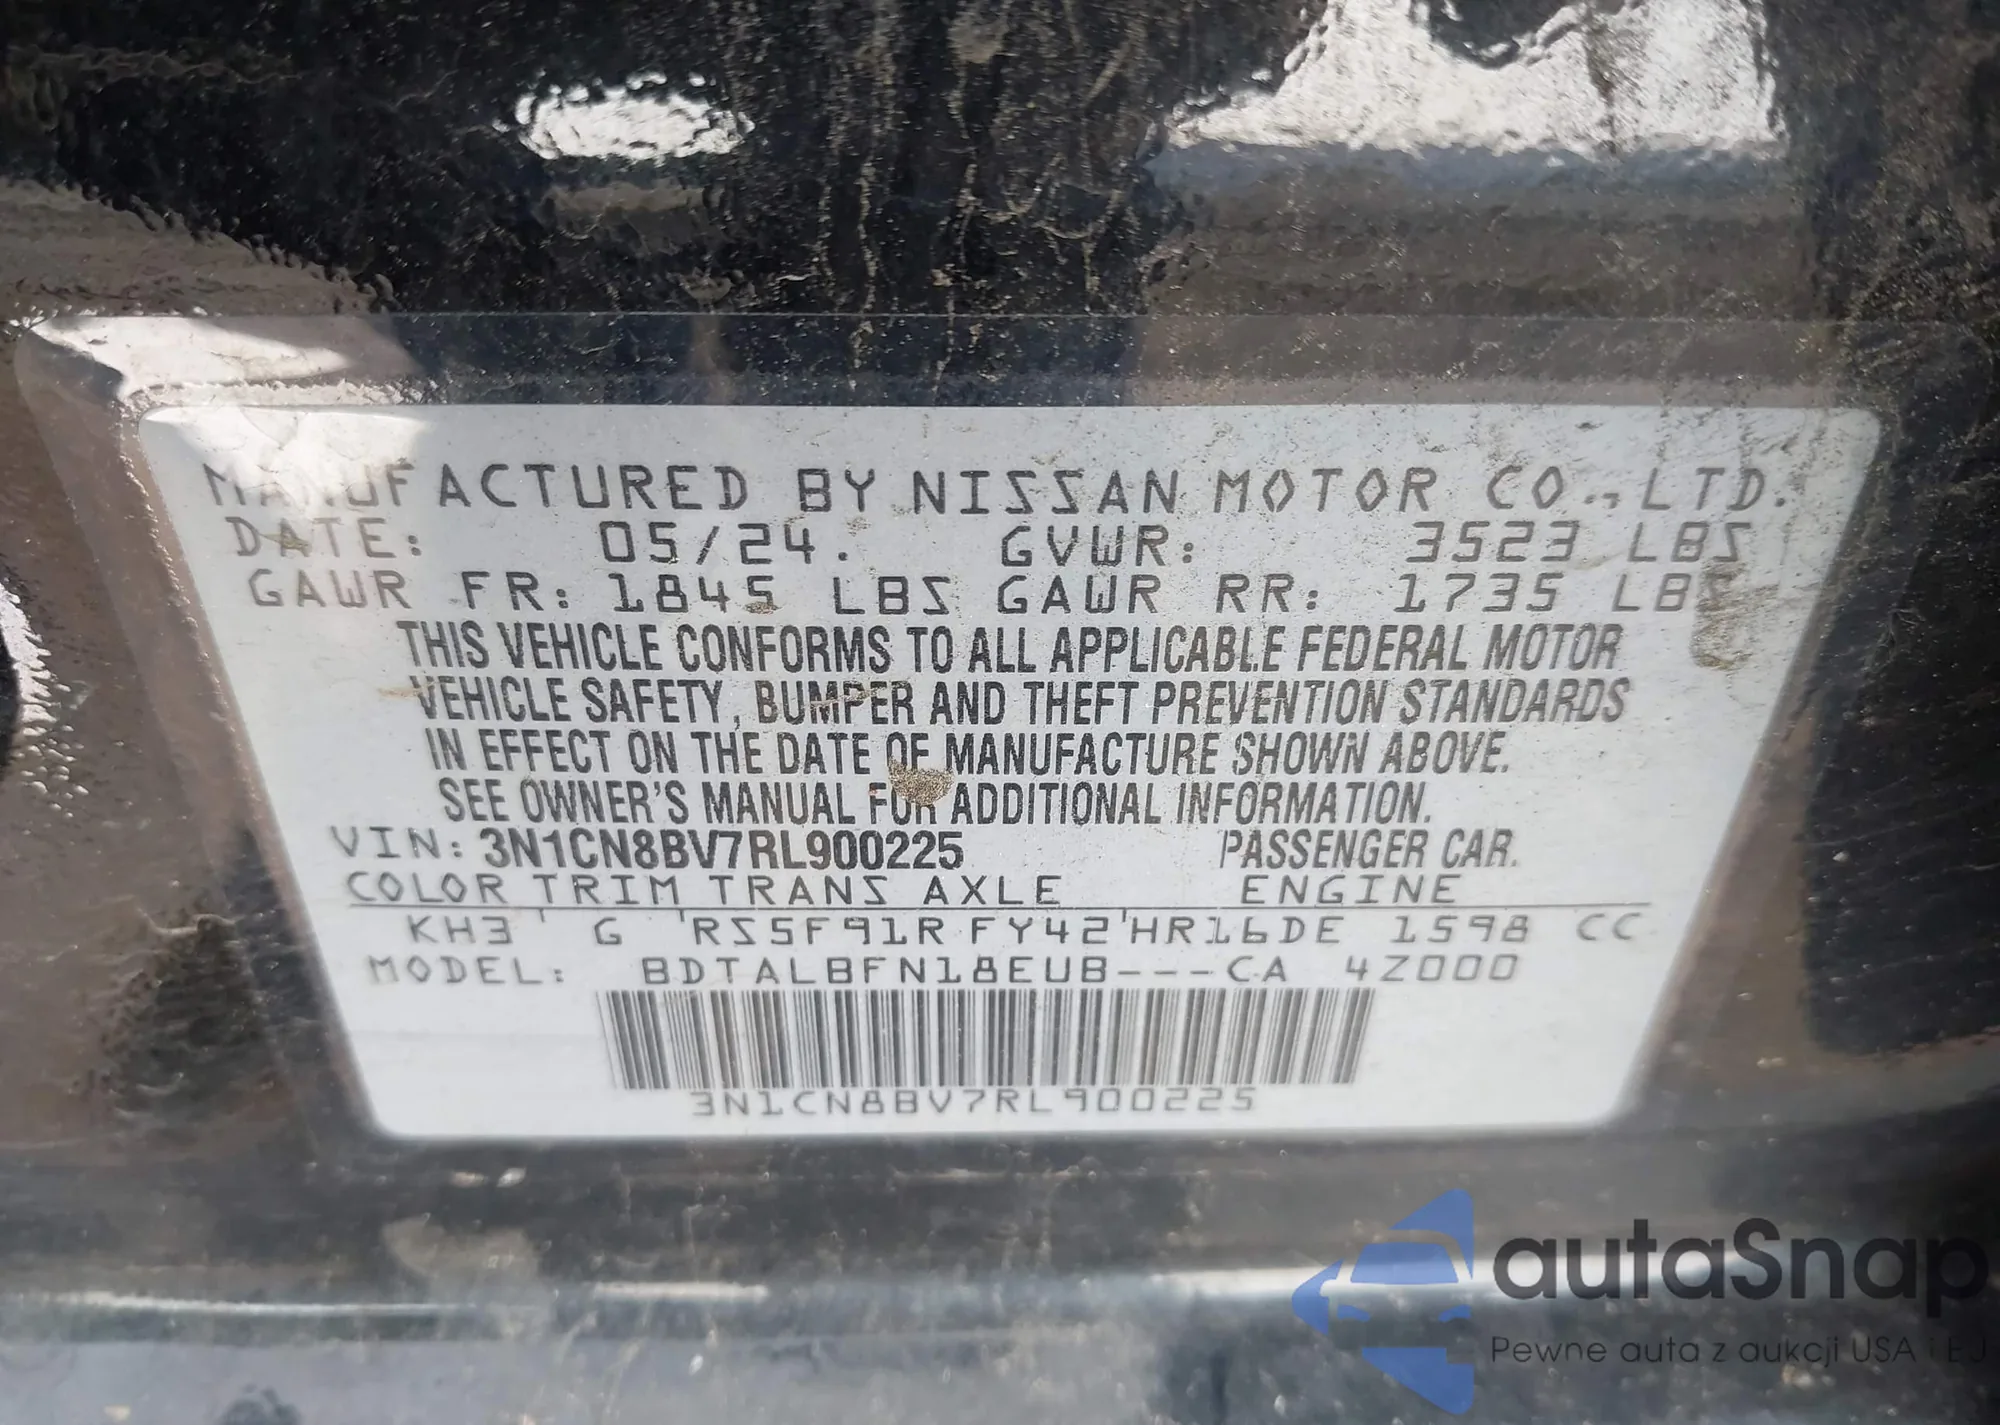 MANUFACTURED BY NISSAN MOTOR CO., LTD.
DATE: 05/24. GVWR: 3523 LBS
GAWR FR: 1845 LBS GAWR RR: 1735 LBS
THIS VEHICLE CONFORMS TO ALL APPLICABLE FEDERAL MOTOR
VEHICLE SAFETY, BUMPER AND THEFT PREVENTION STANDARDS
IN EFFECT ON THE DATE OF MANUFACTURE SHOWN ABOVE.
SEE OWNER'S MANUAL FOR ADDITIONAL INFORMATION.
VIN: 3N1CN8BV7RL900225 PASSENGER CAR.
COLOR TRIM TRANS AXLE ENGINE
KH3 ' G 'RS5F91R FY42'HR16DE 1598 CC
MODEL: BDTALBFN18EUB---CA 4Z000
3N1CN8BV7RL900225
autaSnap
Pewne auta z aukcji USA i EU